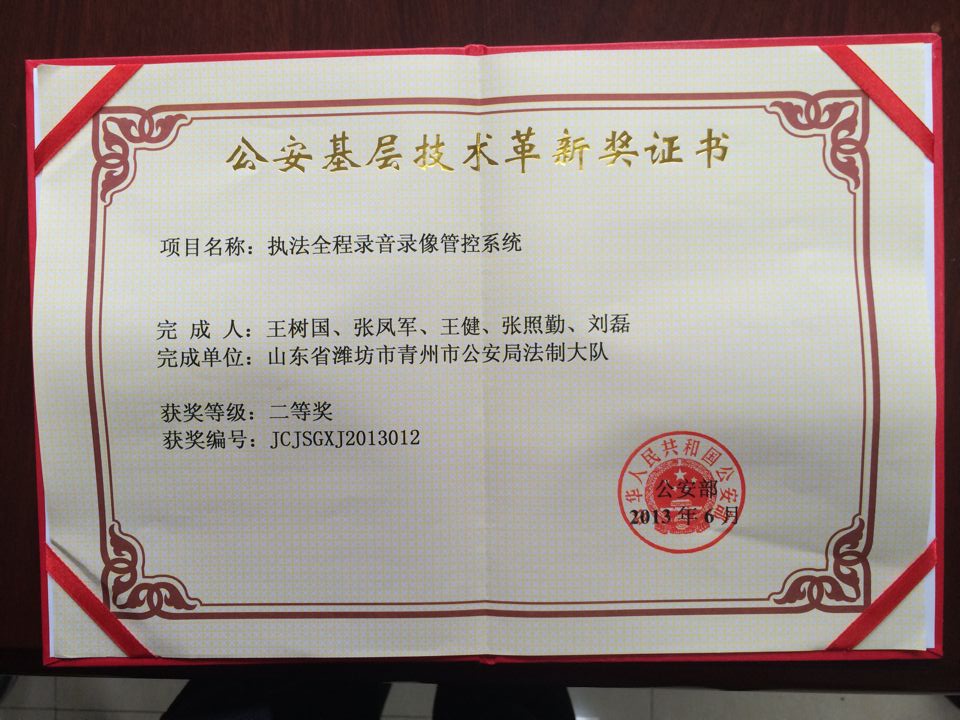 公安基层技术革新奖证书
项目名称：执法全程录音录像管控系统
完 成 人：王树国、张凤军、王健、张照勤、刘磊
完成单位：山东省潍坊市青州市公安局法制大队
获奖等级：二等奖
获奖编号：JCJSGXJ2013012
中华人民共和国公安部
公安部
2013 年 6 月